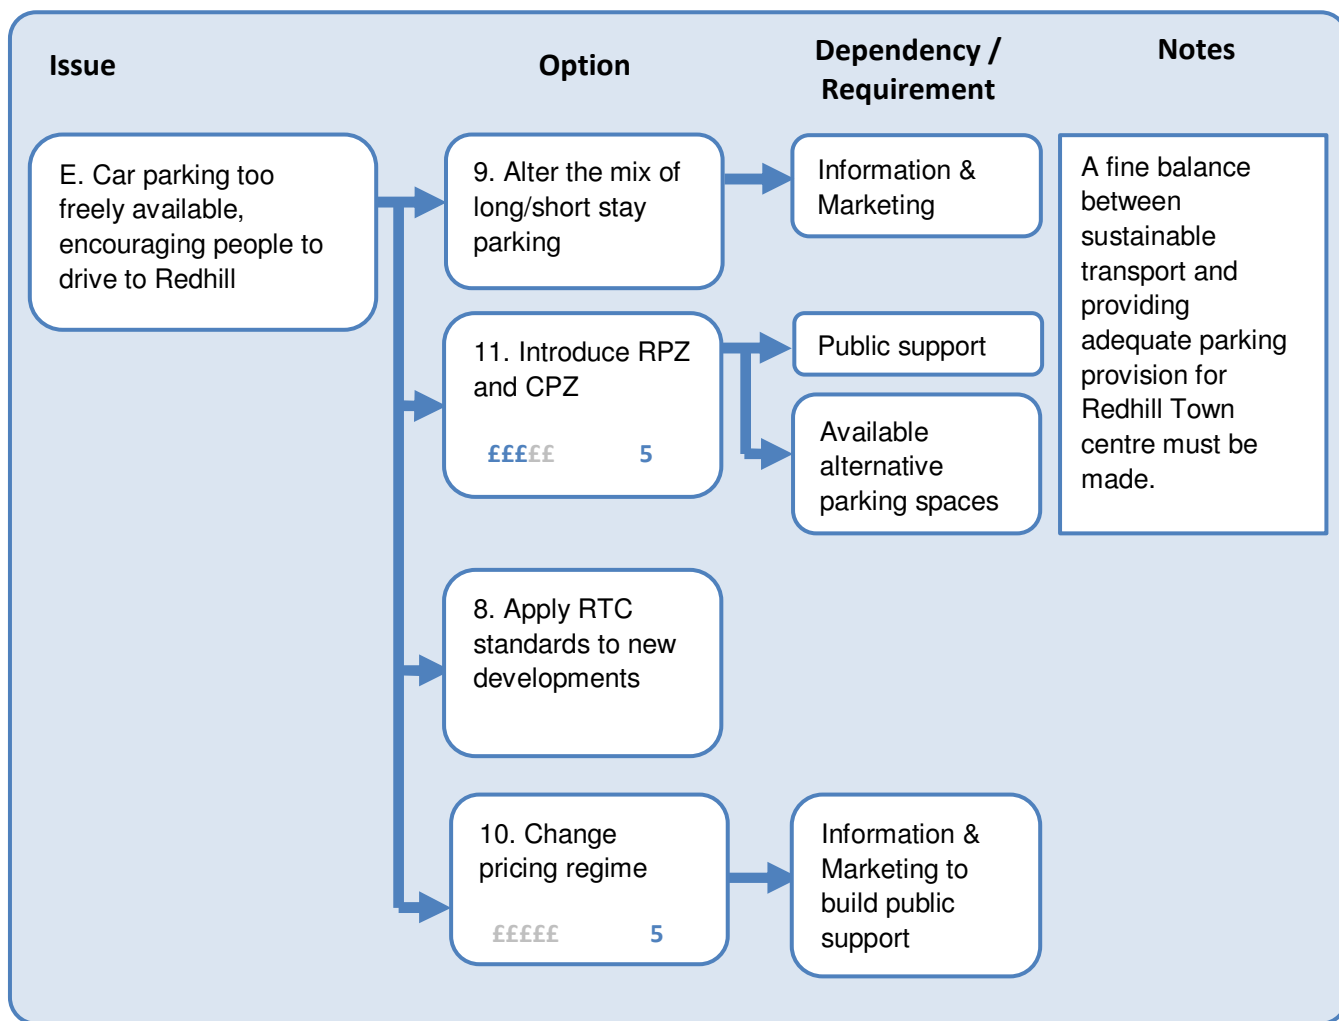 Issue
Option
Dependency /
Requirement
Notes
E. Car parking too
freely available,
encouraging people to
drive to Redhill
9. Alter the mix of
long/short stay
parking
Information &
Marketing
A fine balance
between
sustainable
transport and
providing
adequate parking
provision for
Redhill Town
centre must be
made.
11. Introduce RPZ
and CPZ
£££££ 5
Public support
Available
alternative
parking spaces
8. Apply RTC
standards to new
developments
10. Change
pricing regime
£££££ 5
Information &
Marketing to
build public
support